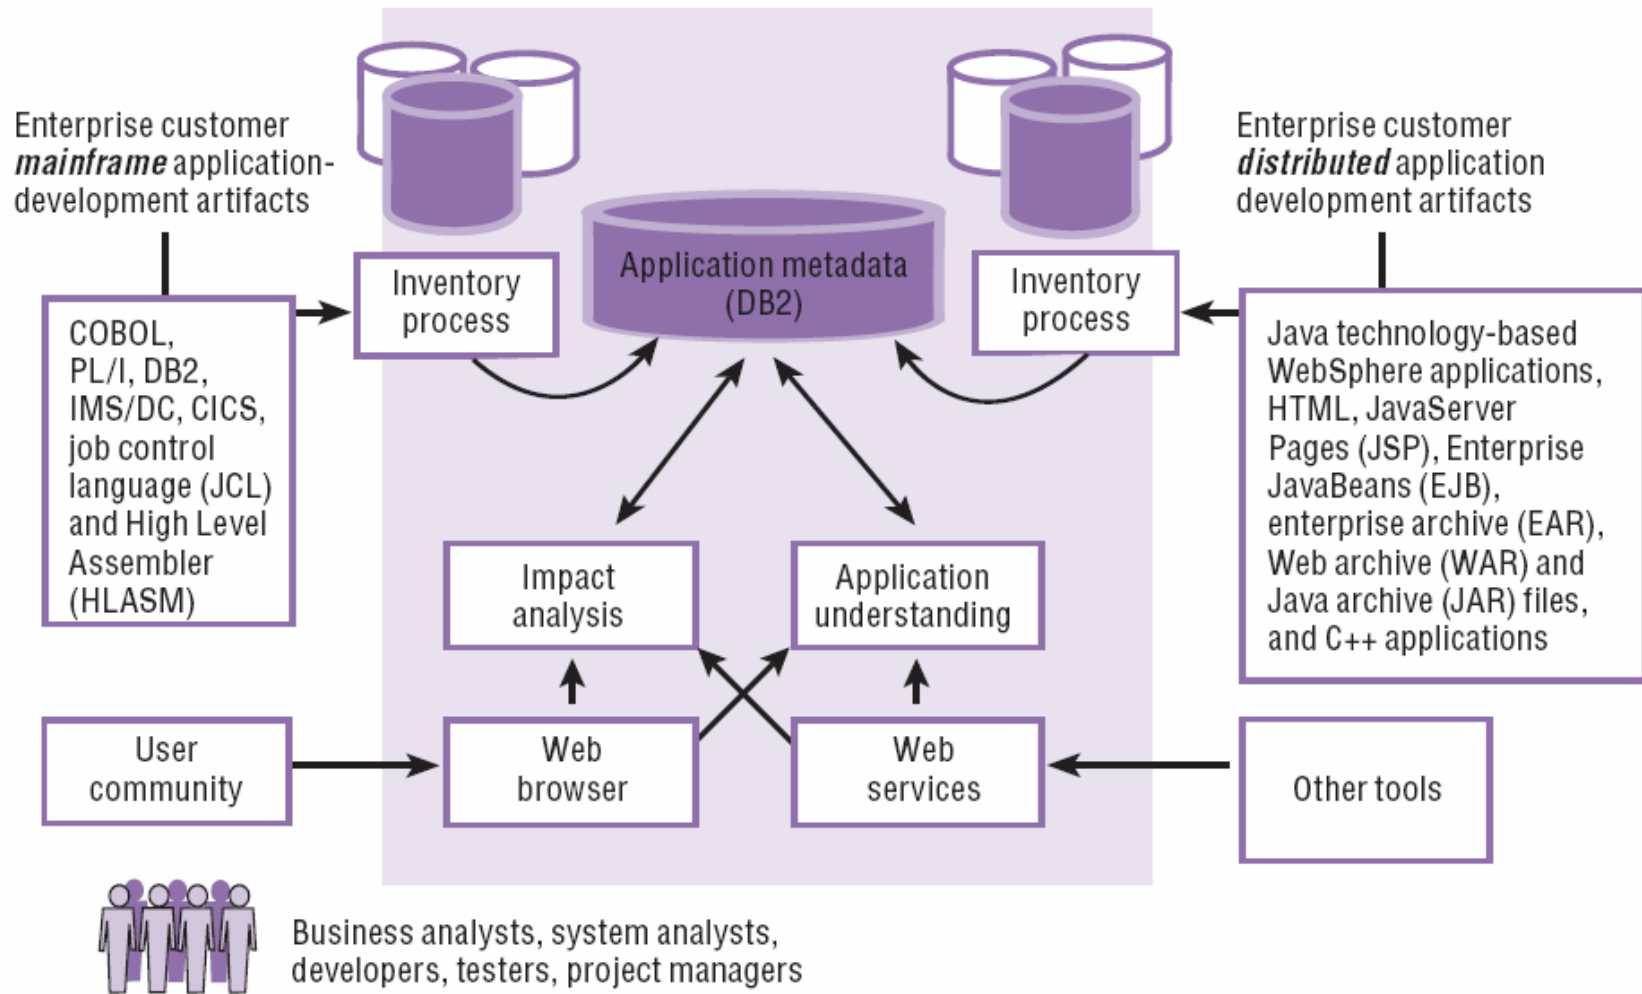 Enterprise customer
mainframe application-
development artifacts
Enterprise customer
distributed application
development artifacts
Inventory
process
Application metadata
(DB2)
Inventory
process
COBOL,
PL/I, DB2,
IMS/DC, CICS,
job control
language (JCL)
and High Level
Assembler
(HLASM)
Java technology-based
WebSphere applications,
HTML, JavaServer
Pages (JSP), Enterprise
JavaBeans (EJB),
enterprise archive (EAR),
Web archive (WAR) and
Java archive (JAR) files,
and C++ applications
Impact
analysis
Application
understanding
User
community
Web
browser
Web
services
Other tools
Business analysts, system analysts,
developers, testers, project managers